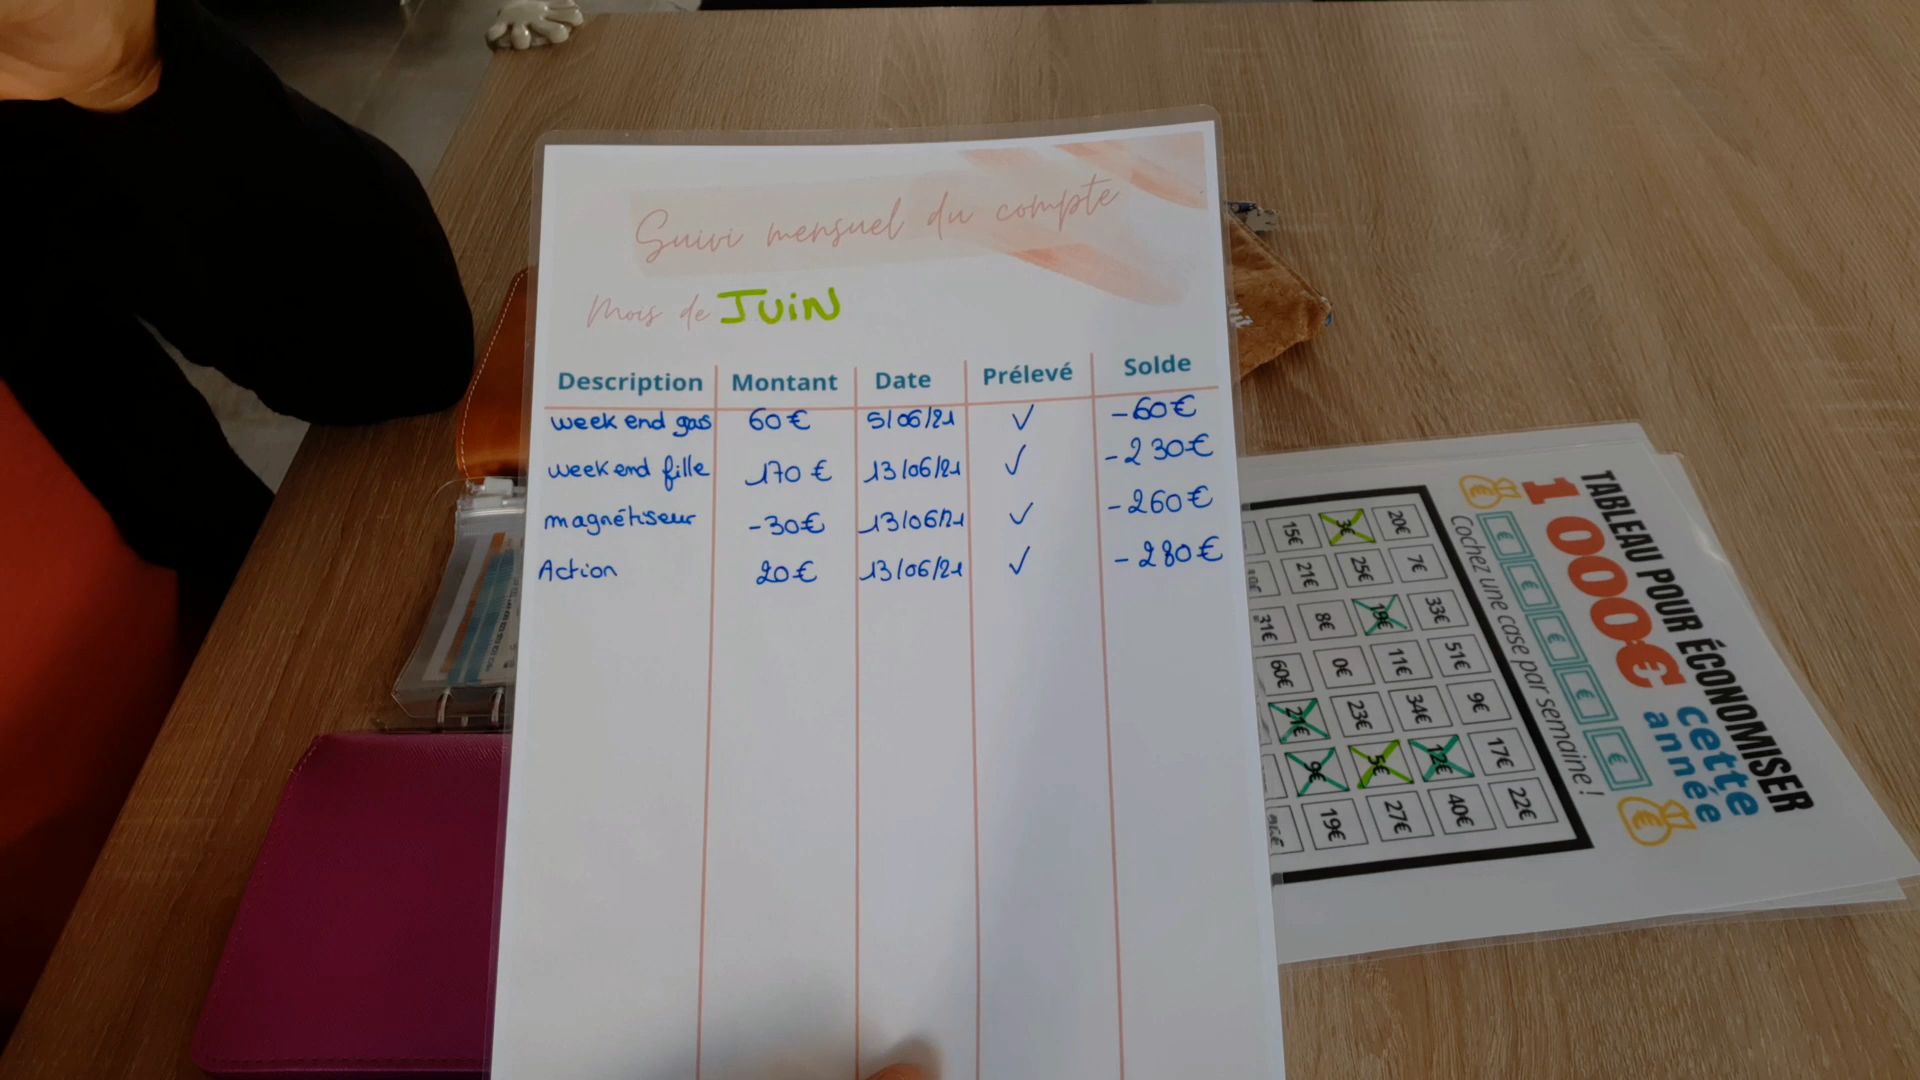 Suivi mensuel du compte
Mois de JUIN
Description Montant Date Prélevé Solde
week end gas 60€ 5/06/21 ✓ -60€
week end fille 170€ 13/06/21 ✓ -230€
magnétiseur -30€ 13/06/21 ✓ -260€
Action 20€ 13/06/21 ✓ -280€
TABLEAU POUR ÉCONOMISER
1 000€ cette année
Cochez une case par semaine !
20€ 7€ 33€ 51€ 9€ 17€ 22€
3€ 25€ 19€ 11€ 34€ 12€ 40€
15€ 21€ 8€ 0€ 23€ 5€ 27€
31€ 60€ 21€ 9€ 19€